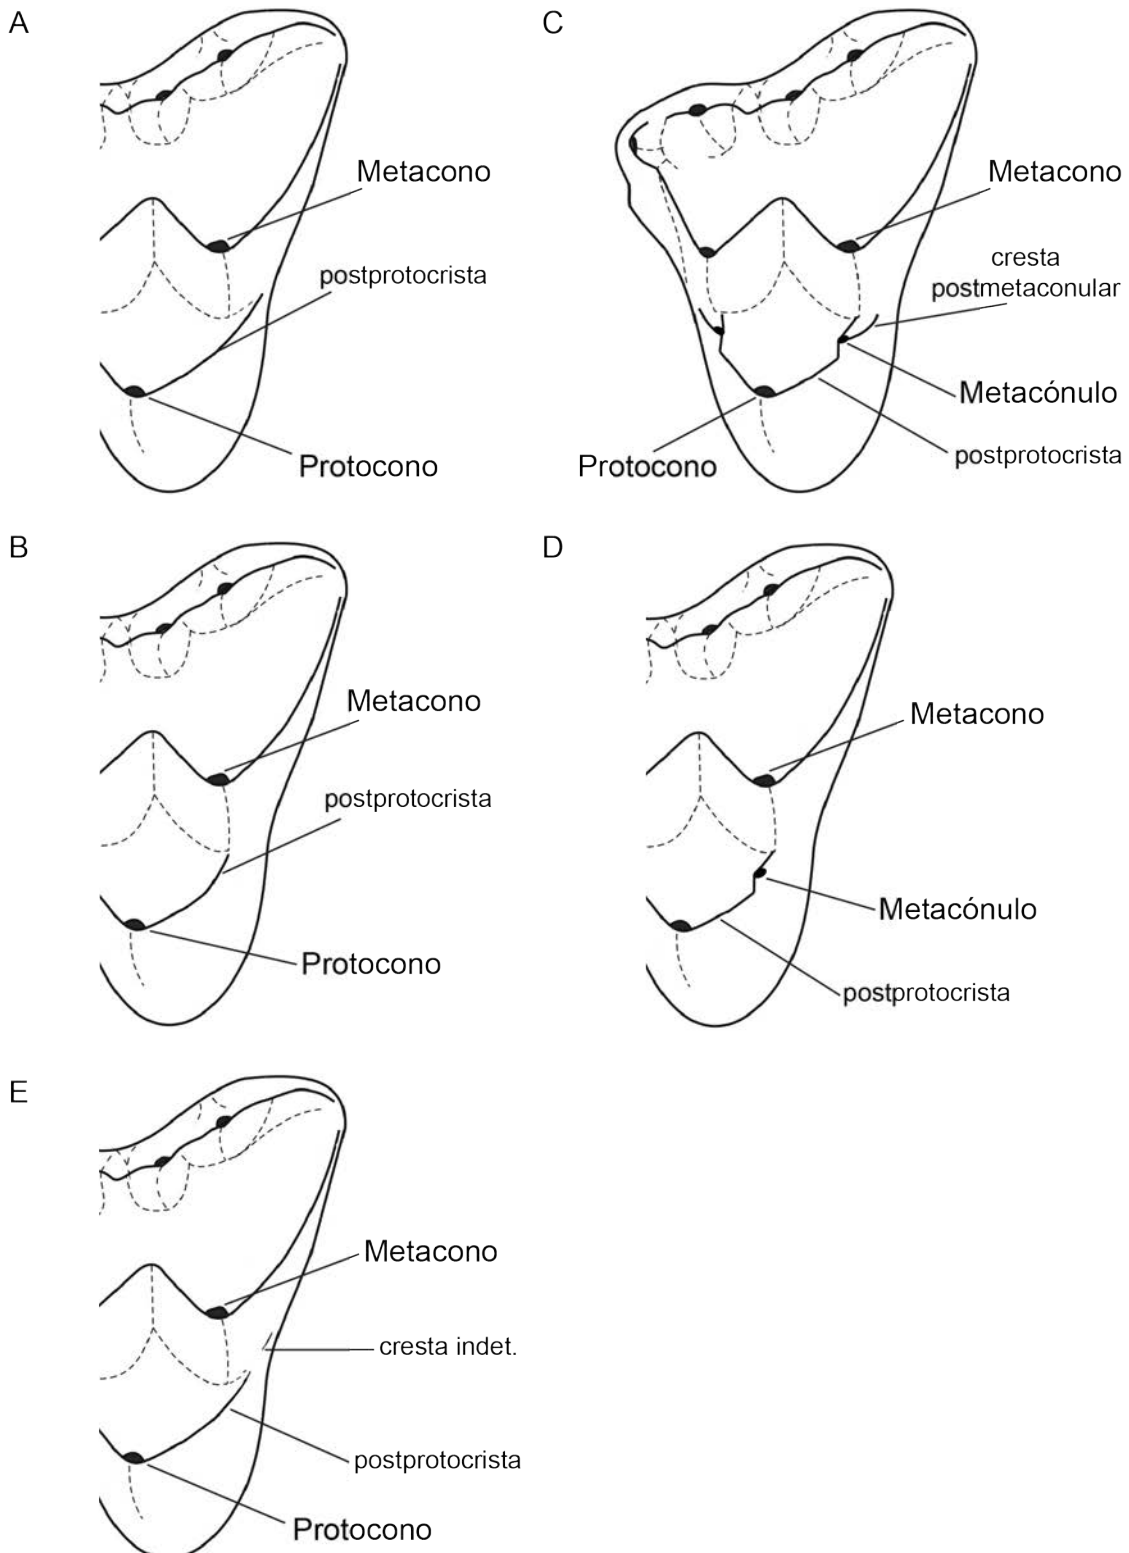 A
Metacono
postprotocrista
Protocono
C
Metacono
cresta
postmetaconular
Metacónulo
postprotocrista
Protocono
B
Metacono
postprotocrista
Protocono
D
Metacono
Metacónulo
postprotocrista
E
Metacono
cresta indet.
postprotocrista
Protocono